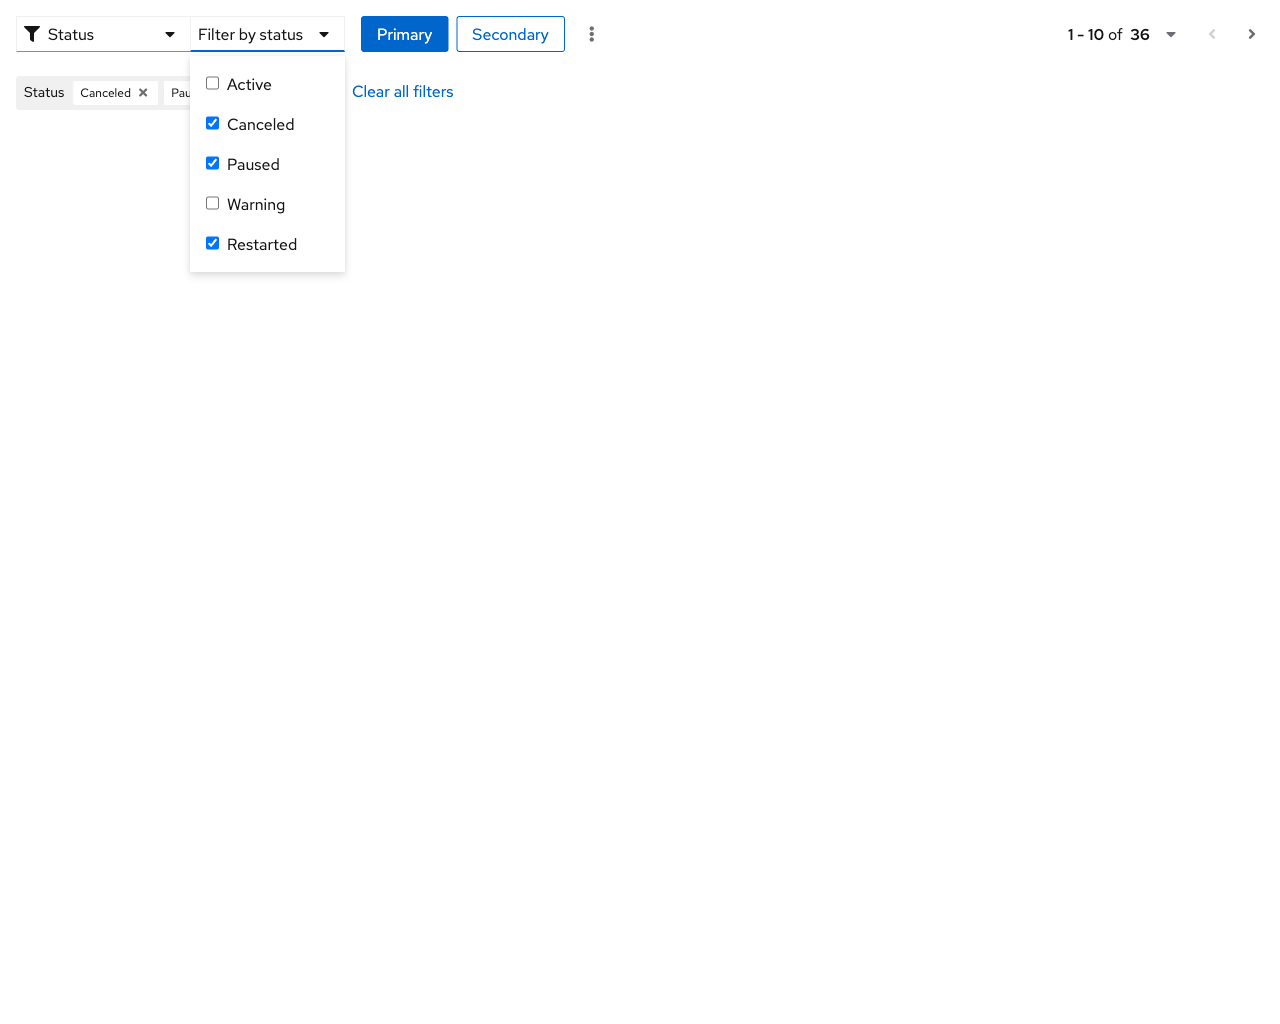 Status Filter by status Primary Secondary 1 - 10 of 36
Status Canceled Clear all filters
Active
Canceled
Paused
Warning
Restarted